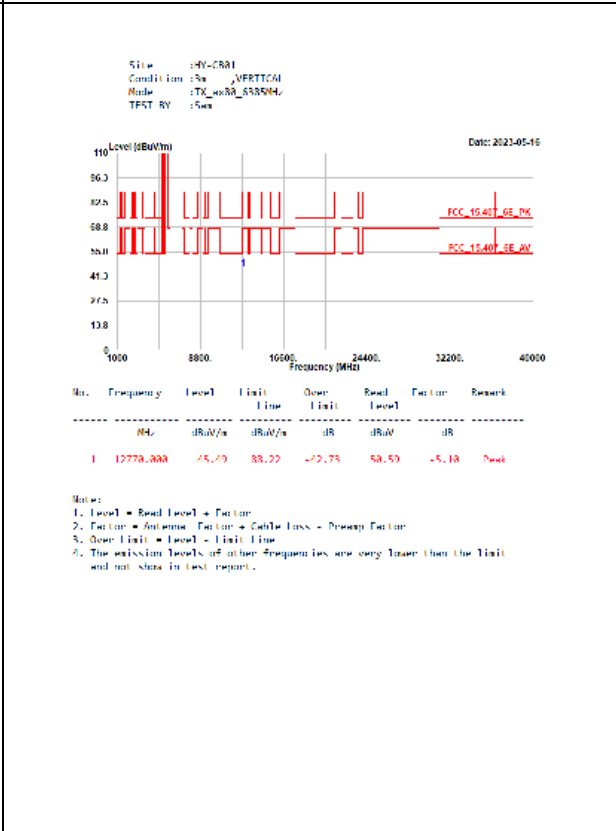 Site :HY-CB01
Condition :3m ,VERTICAL
Mode :TX_ax80_6385MHz
TEST BY :Sam
Date: 2023-05-16
Level (dBuV/m)
110
96.3
82.5
68.8
55.0
41.3
27.5
13.8
0
FCC_15.407_6E_PK
FCC_15.407_6E_AV
1
1000 8800. 16600. 24400. 32200. 40000
Frequency (MHz)
No. Frequency Level Limit Over Read Factor Remark
Line Limit Level
MHz dBuV/m dBuV/m dB dBuV dB
1 12770.000 45.49 88.22 -42.73 50.59 -5.10 Peak
Note:
1. Level = Read Level + Factor
2. Factor = Antenna Factor + Cable Loss - Preamp Factor
3. Over Limit = Level - Limit Line
4. The emission levels of other frequencies are very lower than the limit
and not show in test report.